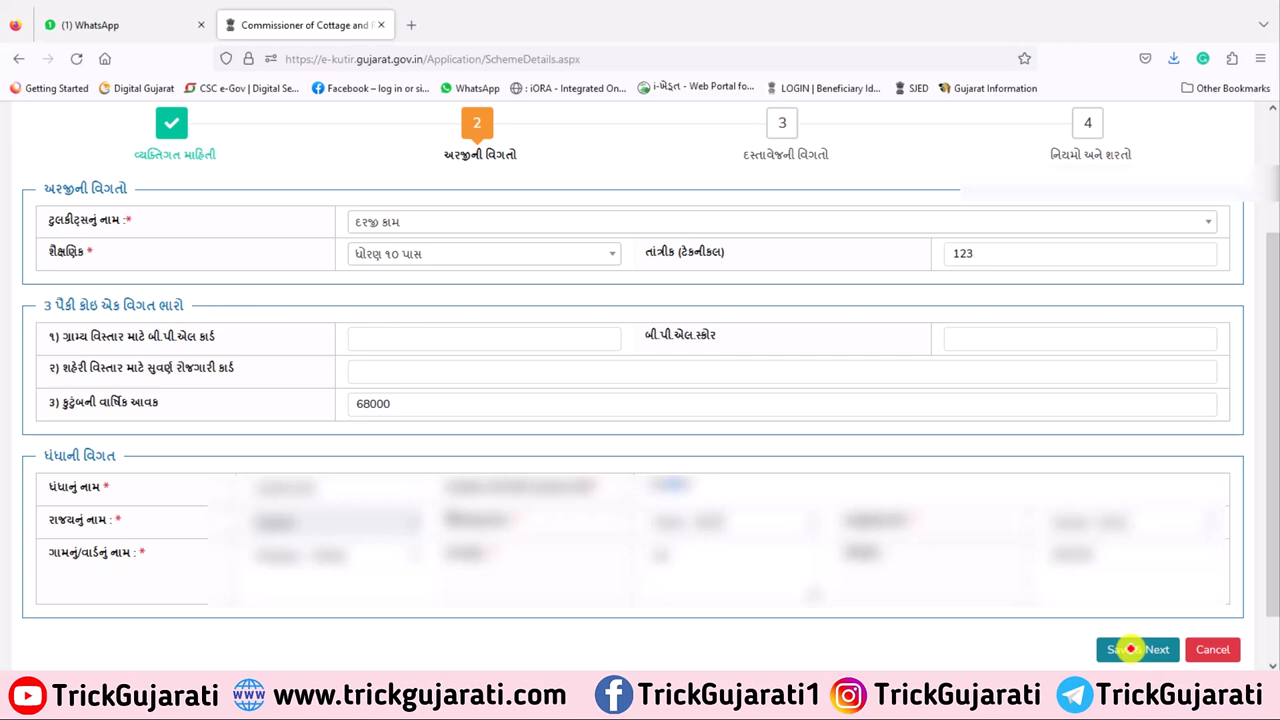 (1) WhatsApp
Commissioner of Cottage and
https://e-kutir.gujarat.gov.in/Application/SchemeDetails.aspx
Getting Started Digital Gujarat CSC e-Gov | Digital Se... Facebook – log in or si... WhatsApp : iORA - Integrated On... i-ખેડૂત - Web Portal fo... LOGIN | Beneficiary Id... SJED Gujarat Information Other Bookmarks
2 3 4
વ્યક્તિગત માહિતી અરજીની વિગતો દસ્તાવેજની વિગતો નિયમો અને શરતો
અરજીની વિગતો
ટુલકીટ્સનું નામ :* દરજી કામ
શૈક્ષણિક * ધોરણ ૧૦ પાસ તાંત્રીક (ટેકનીકલ) 123
3 પૈકી કોઇ એક વિગત ભારો
૧) ગ્રામ્ય વિસ્તાર માટે બી.પી.એલ કાર્ડ બી.પી.એલ.સ્કોર
૨) શહેરી વિસ્તાર માટે સુવર્ણ રોજગારી કાર્ડ
૩) કુટુંબની વાર્ષિક આવક 68000
ધંધાની વિગત
ધંધાનું નામ *
રાજ્યનું નામ : *
ગામનું/વાર્ડનું નામ : *
Save & Next Cancel
TrickGujarati www.trickgujarati.com TrickGujarati1 TrickGujarati TrickGujarati